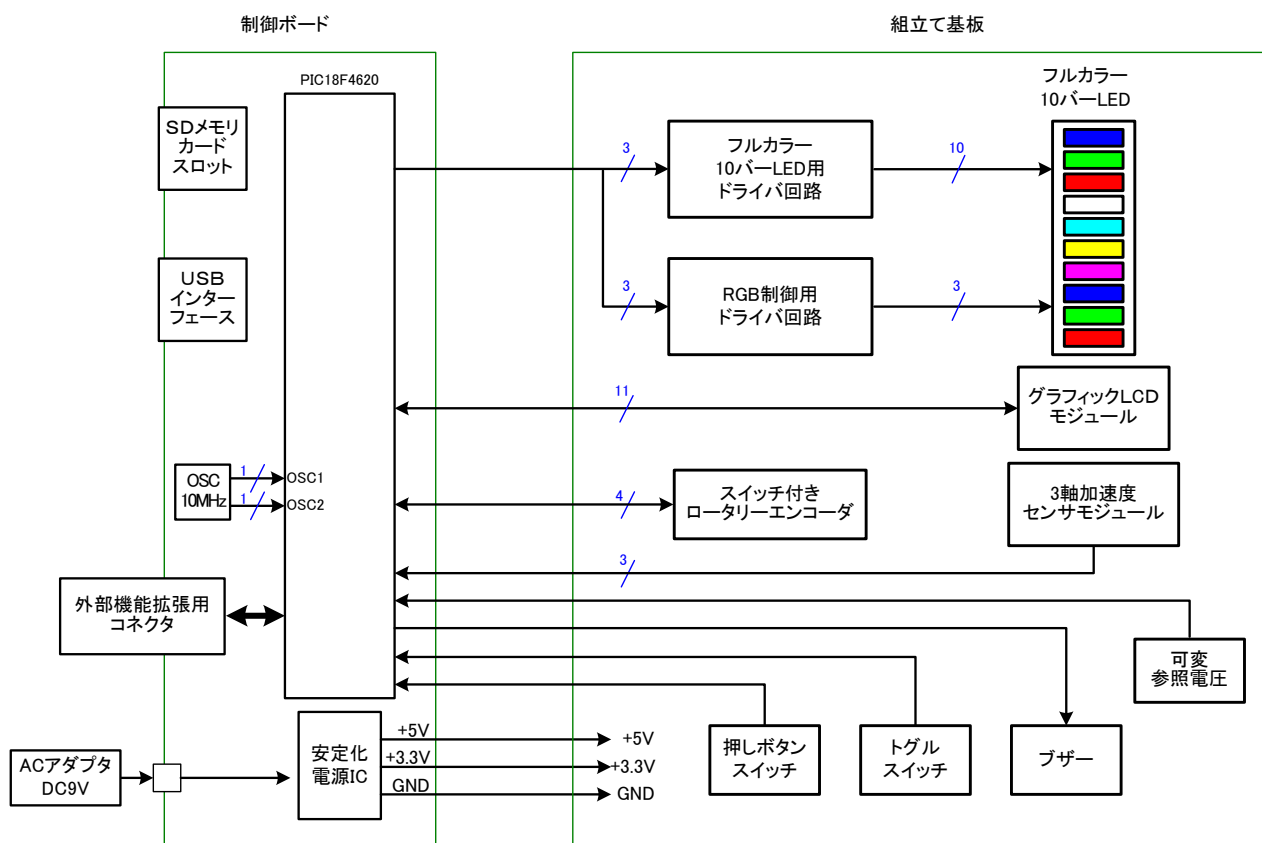 制御ボード
組立て基板
PIC18F4620
フルカラー
10バーLED
SDメモリ
カード
スロット
フルカラー
10バーLED用
ドライバ回路
3
10
USB
インター
フェース
RGB制御用
ドライバ回路
3
3
11
グラフィックLCD
モジュール
OSC
10MHz
1
1
OSC1
OSC2
4
スイッチ付き
ロータリーエンコーダ
3軸加速度
センサモジュール
3
外部機能拡張用
コネクタ
可変
参照電圧
ACアダプタ
DC9V
安定化
電源IC
+5V
+3.3V
GND
+5V
+3.3V
GND
押しボタン
スイッチ
トグル
スイッチ
ブザー